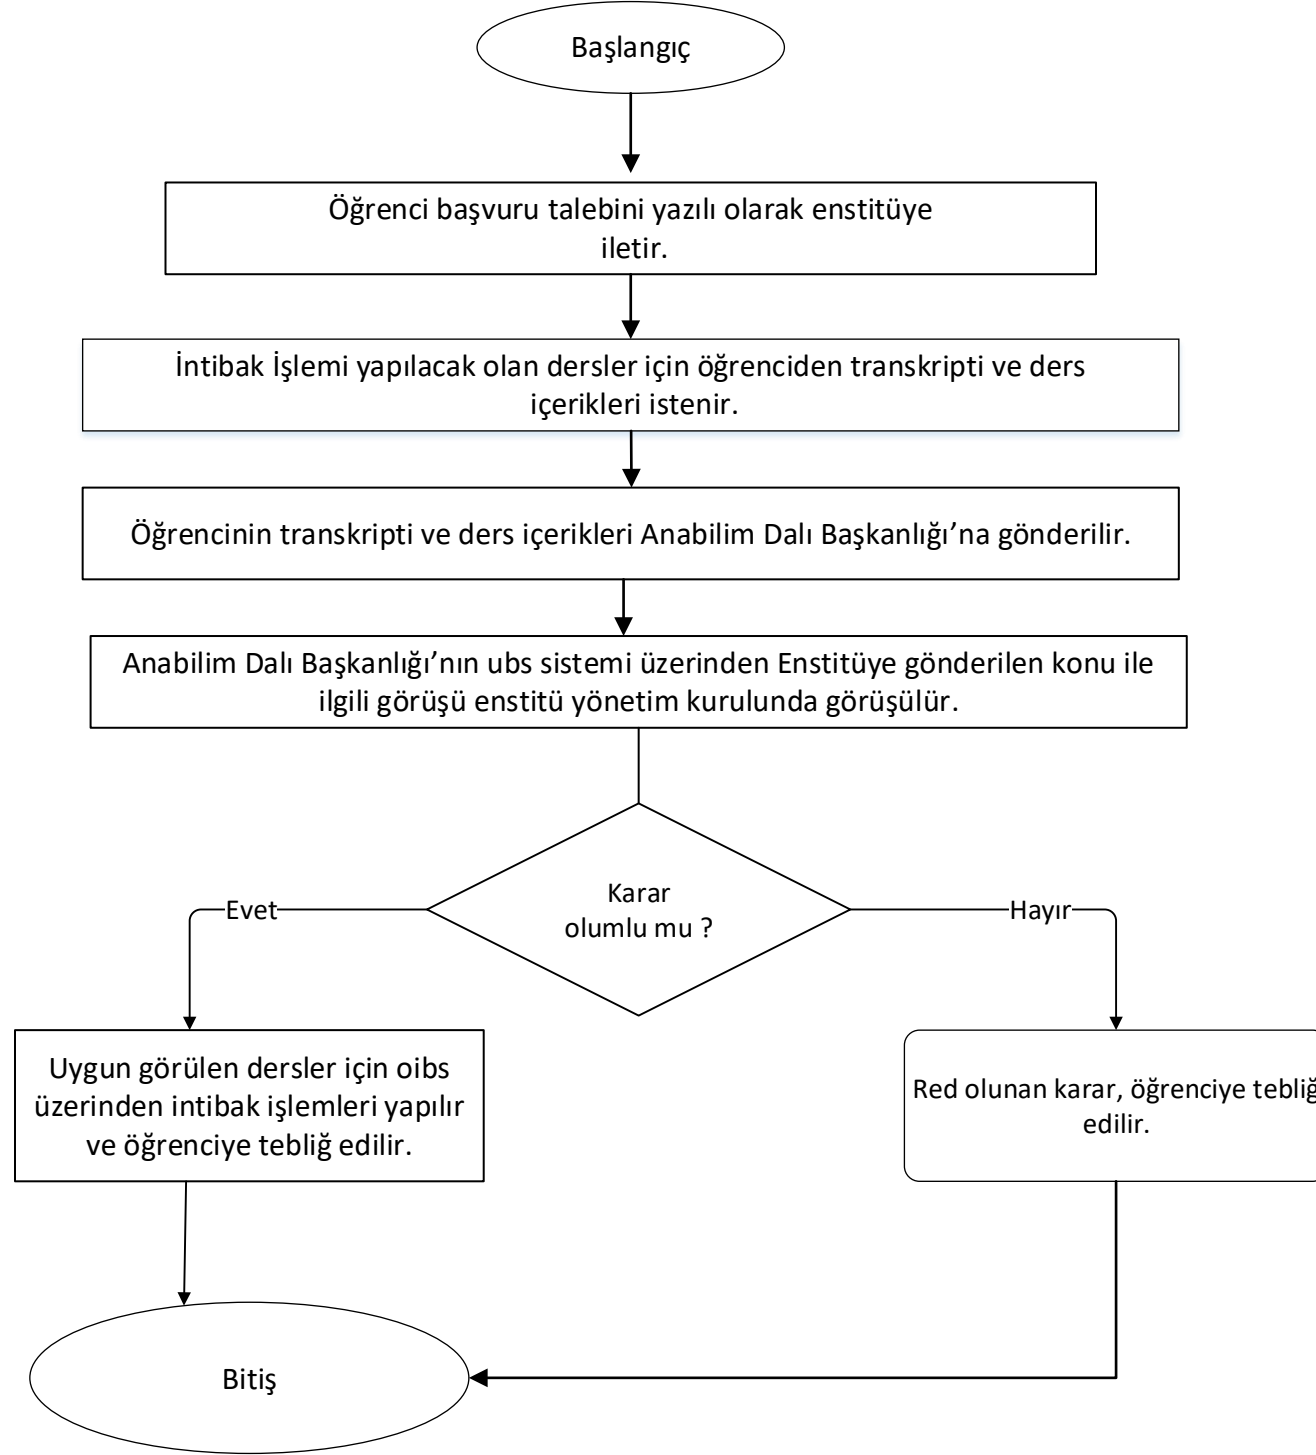 Başlangıç
Öğrenci başvuru talebini yazılı olarak enstitüye
iletir.
İntibak İşlemi yapılacak olan dersler için öğrenciden transkripti ve ders
içerikleri istenir.
Öğrencinin transkripti ve ders içerikleri Anabilim Dalı Başkanlığı’na gönderilir.
Anabilim Dalı Başkanlığı’nın ubs sistemi üzerinden Enstitüye gönderilen konu ile
ilgili görüşü enstitü yönetim kurulunda görüşülür.
Karar
olumlu mu ?
Evet
Hayır
Uygun görülen dersler için oibs
üzerinden intibak işlemleri yapılır
ve öğrenciye tebliğ edilir.
Red olunan karar, öğrenciye tebliğ
edilir.
Bitiş